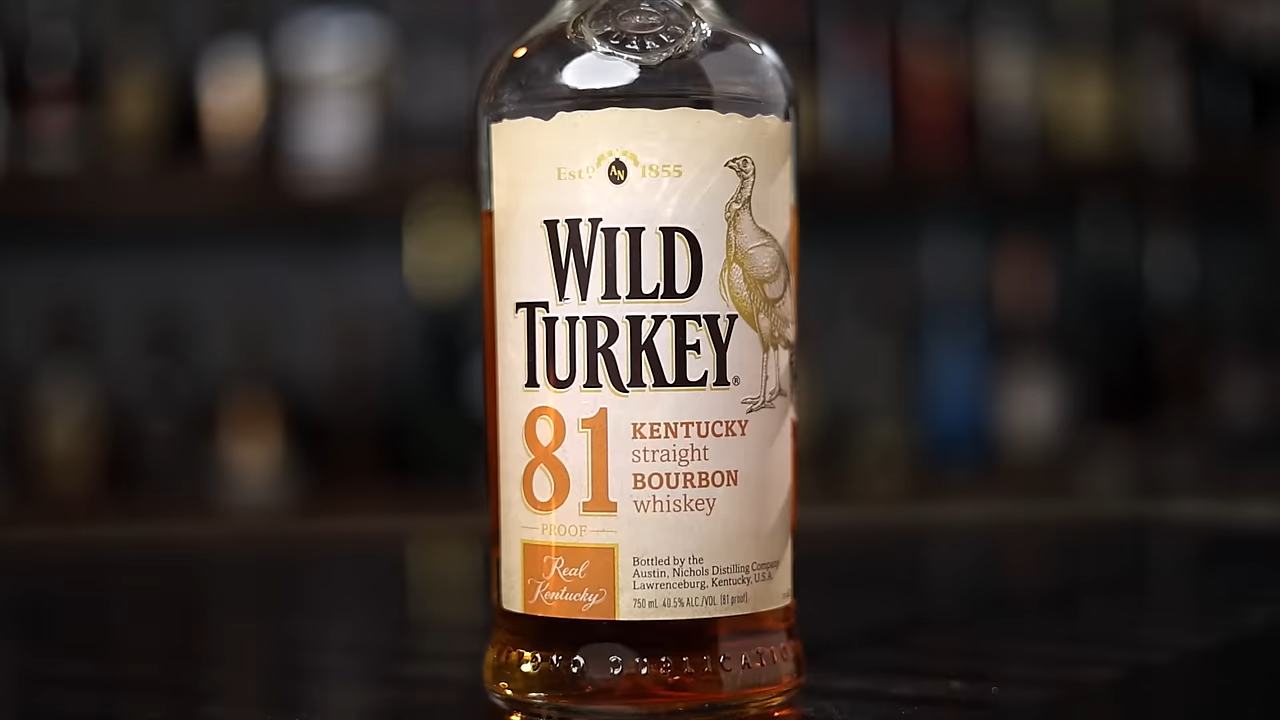 Est.D AN 1855
WILD
TURKEY®
81
PROOF
KENTUCKY
straight
BOURBON
whiskey
Real
Kentucky
Bottled by the
Austin, Nichols Distilling Company
Lawrenceburg, Kentucky, U.S.A.
750 mL 40.5% ALC./VOL. (81 proof)